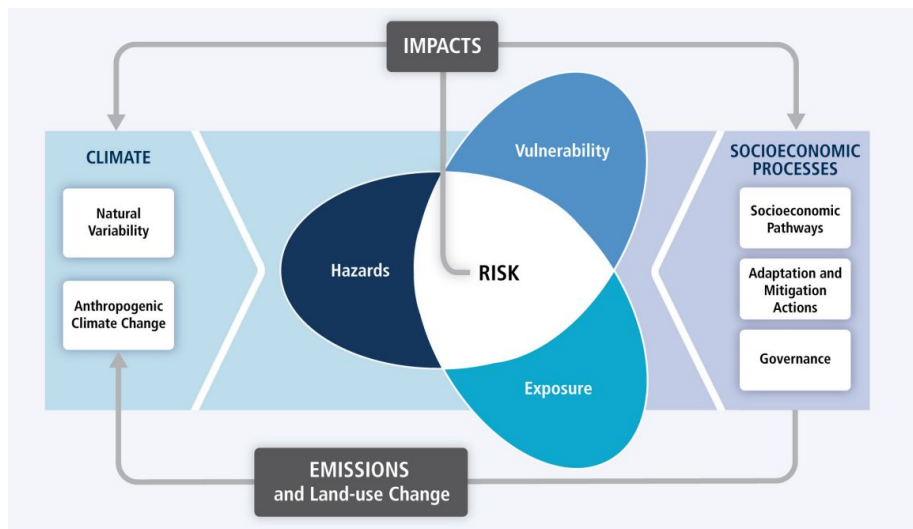 IMPACTS
CLIMATE
Natural
Variability
Anthropogenic
Climate Change
Vulnerability
Hazards
RISK
Exposure
SOCIOECONOMIC
PROCESSES
Socioeconomic
Pathways
Adaptation and
Mitigation
Actions
Governance
EMISSIONS
and Land-use Change